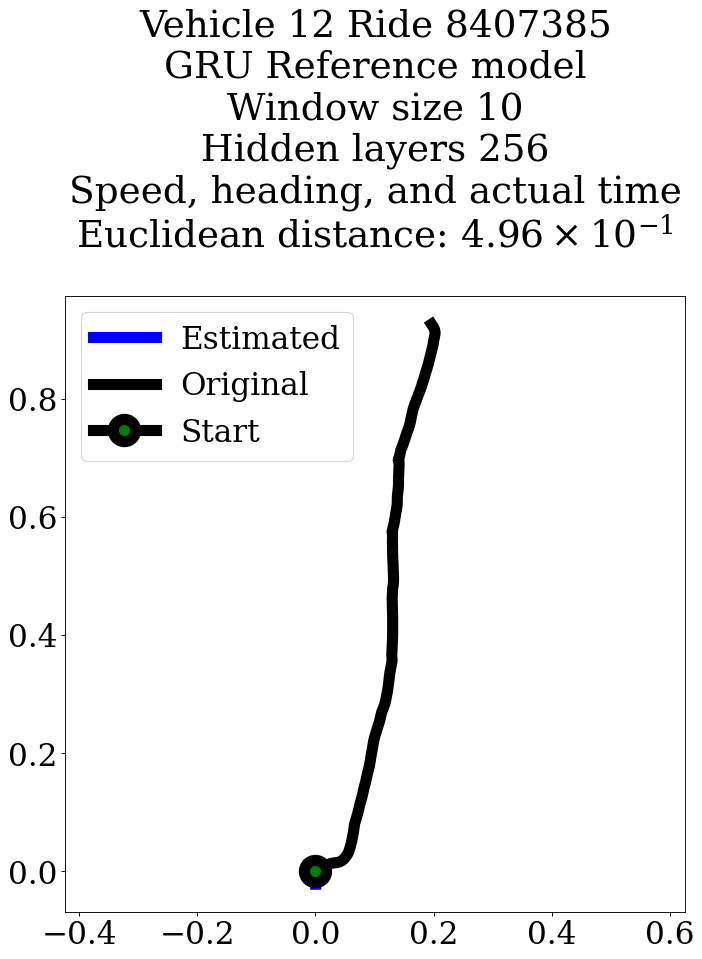 Vehicle 12 Ride 8407385
GRU Reference model
Window size 10
Hidden layers 256
Speed, heading, and actual time
Euclidean distance: 4.96 × 10⁻¹
Estimated
Original
Start
0.8
0.6
0.4
0.2
0.0
−0.4 −0.2 0.0 0.2 0.4 0.6